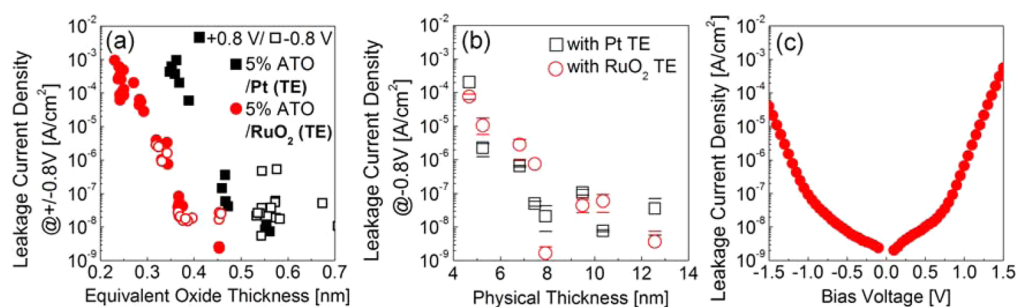 (a)
+0.8 V/ -0.8 V
5% ATO
/Pt (TE)
5% ATO
/RuO₂ (TE)
Leakage Current Density
@+/-0.8V [A/cm²]
10⁻²
10⁻³
10⁻⁴
10⁻⁵
10⁻⁶
10⁻⁷
10⁻⁸
10⁻⁹
0.2 0.3 0.4 0.5 0.6 0.7
Equivalent Oxide Thickness [nm]
(b)
with Pt TE
with RuO₂ TE
Leakage Current Density
@-0.8V [A/cm²]
10⁻²
10⁻³
10⁻⁴
10⁻⁵
10⁻⁶
10⁻⁷
10⁻⁸
10⁻⁹
4 6 8 10 12 14
Physical Thickness [nm]
(c)
Leakage Current Density [A/cm²]
10⁻²
10⁻³
10⁻⁴
10⁻⁵
10⁻⁶
10⁻⁷
10⁻⁸
10⁻⁹
-1.5 -1.0 -0.5 0.0 0.5 1.0 1.5
Bias Voltage [V]